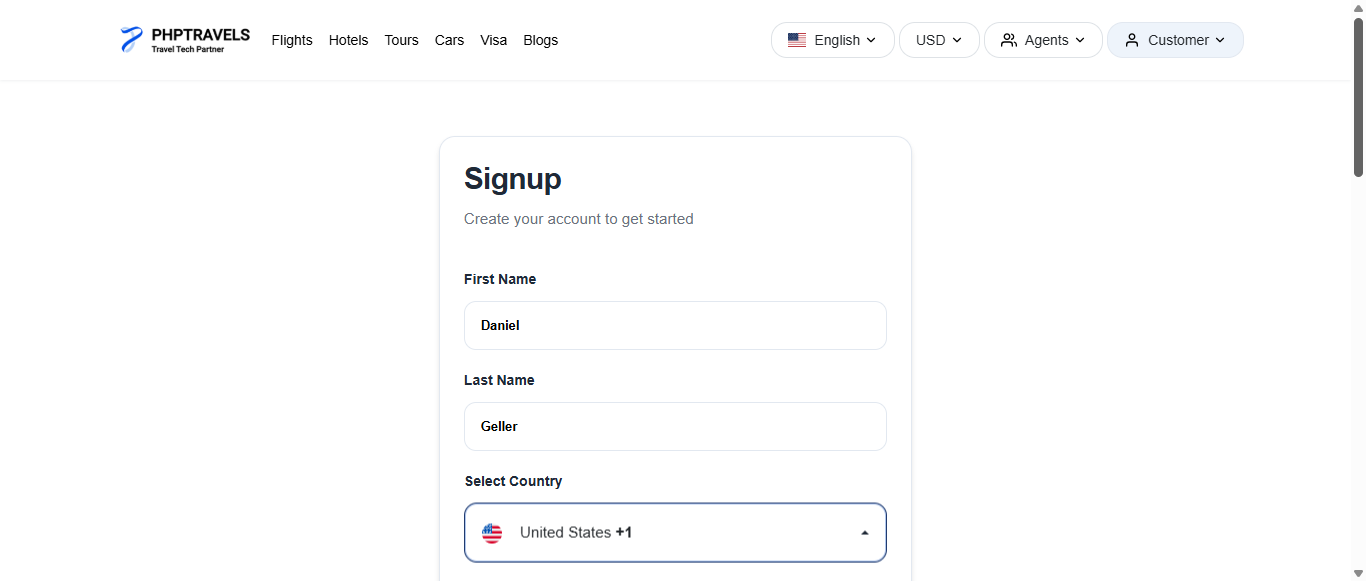 PHPTRAVELS
Travel Tech Partner
Flights Hotels Tours Cars Visa Blogs
English USD Agents Customer
Signup
Create your account to get started
First Name
Daniel
Last Name
Geller
Select Country
United States +1